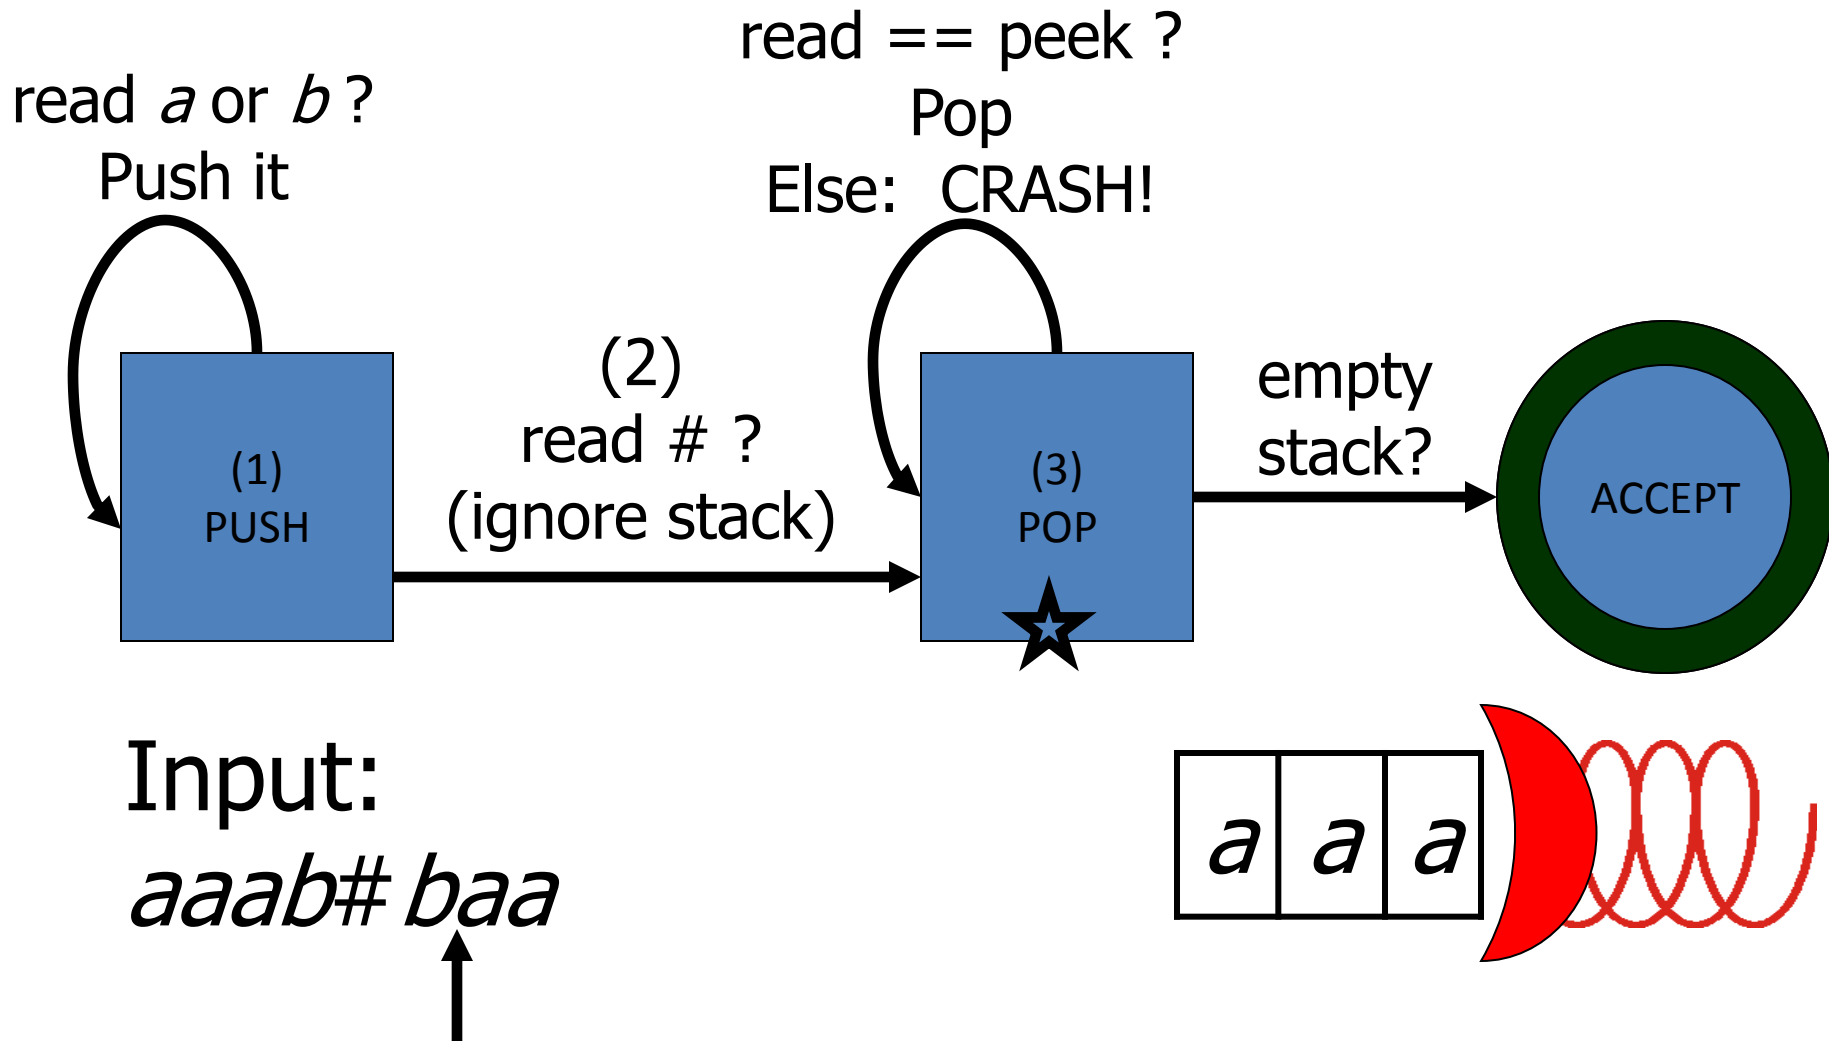 read a or b ?
Push it
read == peek ?
Pop
Else: CRASH!
(1)
PUSH
(2)
read # ?
(ignore stack)
(3)
POP
empty
stack?
ACCEPT
Input:
aaab#baa
a a a